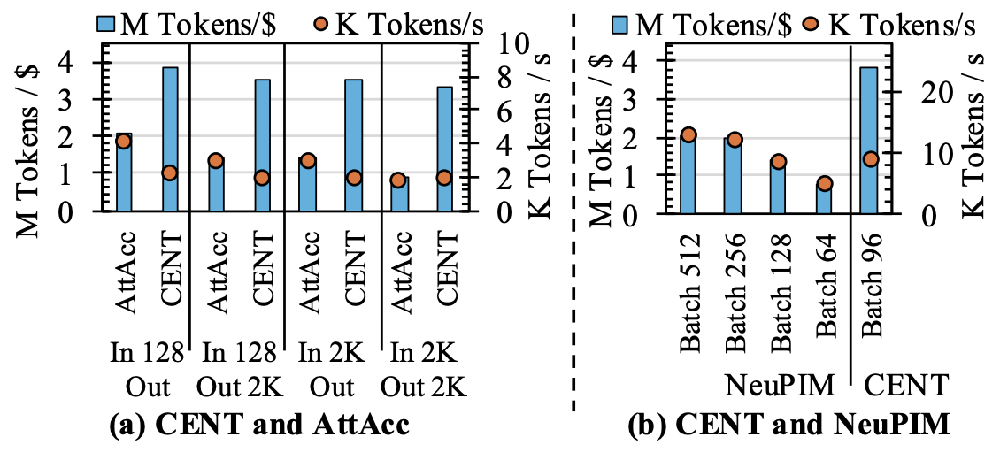 M Tokens/$ K Tokens/s
M Tokens / $
4
3
2
1
0
10
8
6
4
2
0
K Tokens / s
AttAcc
CENT
AttAcc
CENT
AttAcc
CENT
AttAcc
CENT
In 128 Out
In 128 Out 2K
In 2K Out
In 2K Out 2K
(a) CENT and AttAcc
M Tokens/$ K Tokens/s
M Tokens / $
4
3
2
1
0
20
10
0
K Tokens / s
Batch 512
Batch 256
Batch 128
Batch 64
Batch 96
NeuPIM
CENT
(b) CENT and NeuPIM